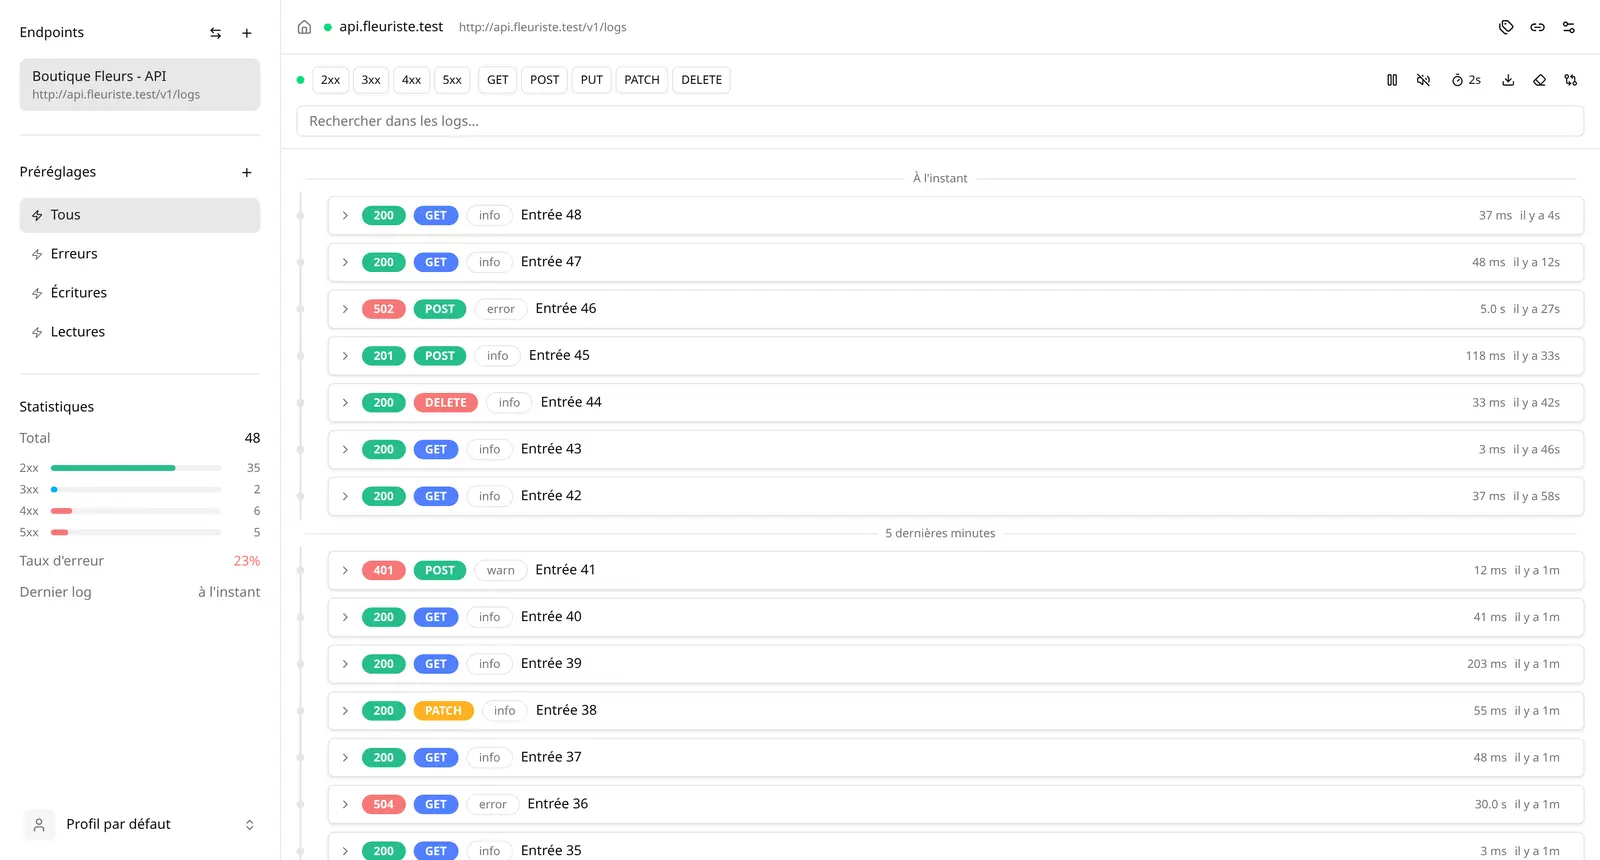 Endpoints
Boutique Fleurs - API
http://api.fleuriste.test/v1/logs
Préréglages
Tous
Erreurs
Écritures
Lectures
Statistiques
Total 48
2xx 35
3xx 2
4xx 6
5xx 5
Taux d'erreur 23%
Dernier log à l'instant
Profil par défaut
api.fleuriste.test http://api.fleuriste.test/v1/logs
2xx 3xx 4xx 5xx GET POST PUT PATCH DELETE 2s
Rechercher dans les logs...
À l'instant
200 GET info Entrée 48 37 ms il y a 4s
200 GET info Entrée 47 48 ms il y a 12s
502 POST error Entrée 46 5.0 s il y a 27s
201 POST info Entrée 45 118 ms il y a 33s
200 DELETE info Entrée 44 33 ms il y a 42s
200 GET info Entrée 43 3 ms il y a 46s
200 GET info Entrée 42 37 ms il y a 58s
5 dernières minutes
401 POST warn Entrée 41 12 ms il y a 1m
200 GET info Entrée 40 41 ms il y a 1m
200 GET info Entrée 39 203 ms il y a 1m
200 PATCH info Entrée 38 55 ms il y a 1m
200 GET info Entrée 37 48 ms il y a 1m
504 GET error Entrée 36 30.0 s il y a 1m
200 GET info Entrée 35 3 ms il y a 1m